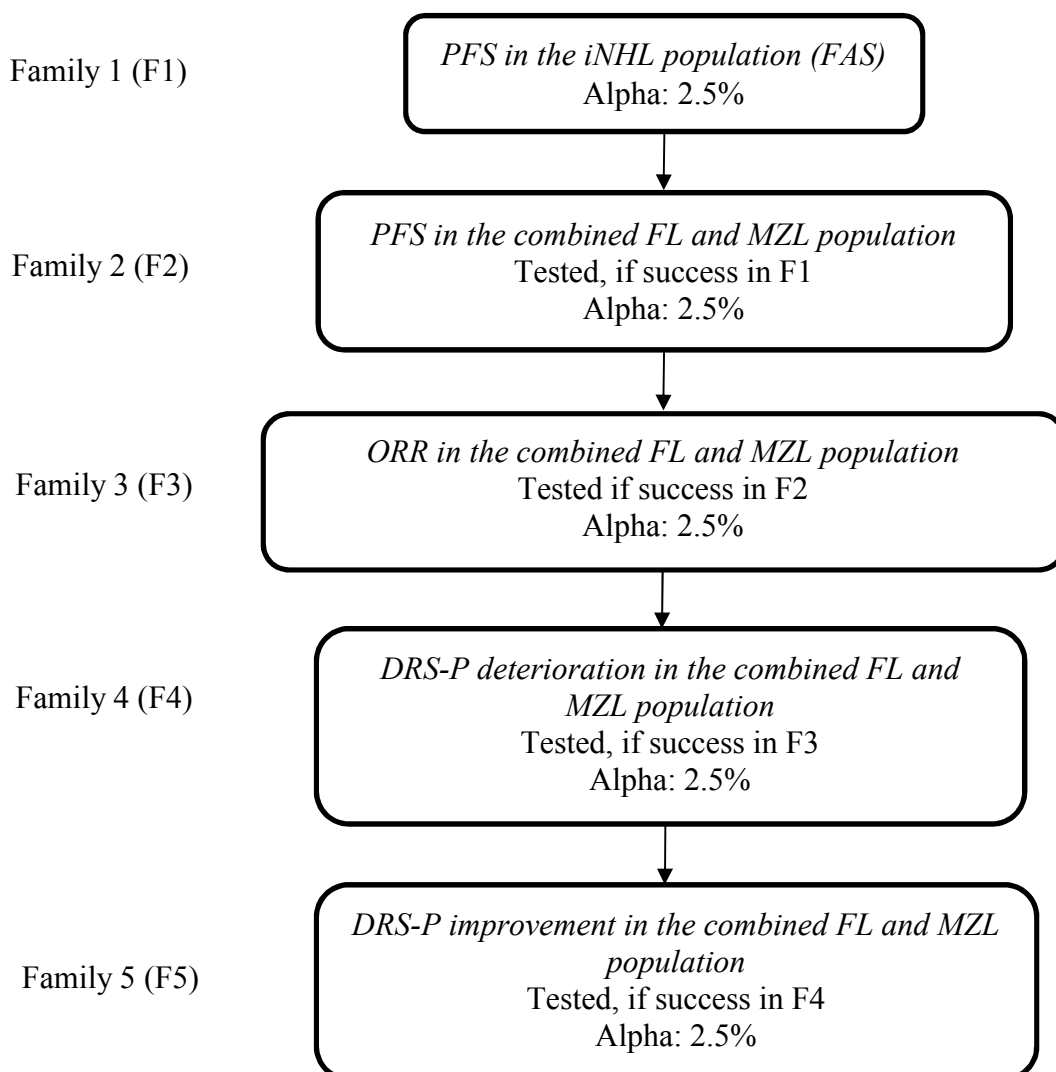 Family 1 (F1)
PFS in the iNHL population (FAS)
Alpha: 2.5%
Family 2 (F2)
PFS in the combined FL and MZL population
Tested, if success in F1
Alpha: 2.5%
Family 3 (F3)
ORR in the combined FL and MZL population
Tested if success in F2
Alpha: 2.5%
Family 4 (F4)
DRS-P deterioration in the combined FL and
MZL population
Tested, if success in F3
Alpha: 2.5%
Family 5 (F5)
DRS-P improvement in the combined FL and MZL
population
Tested, if success in F4
Alpha: 2.5%